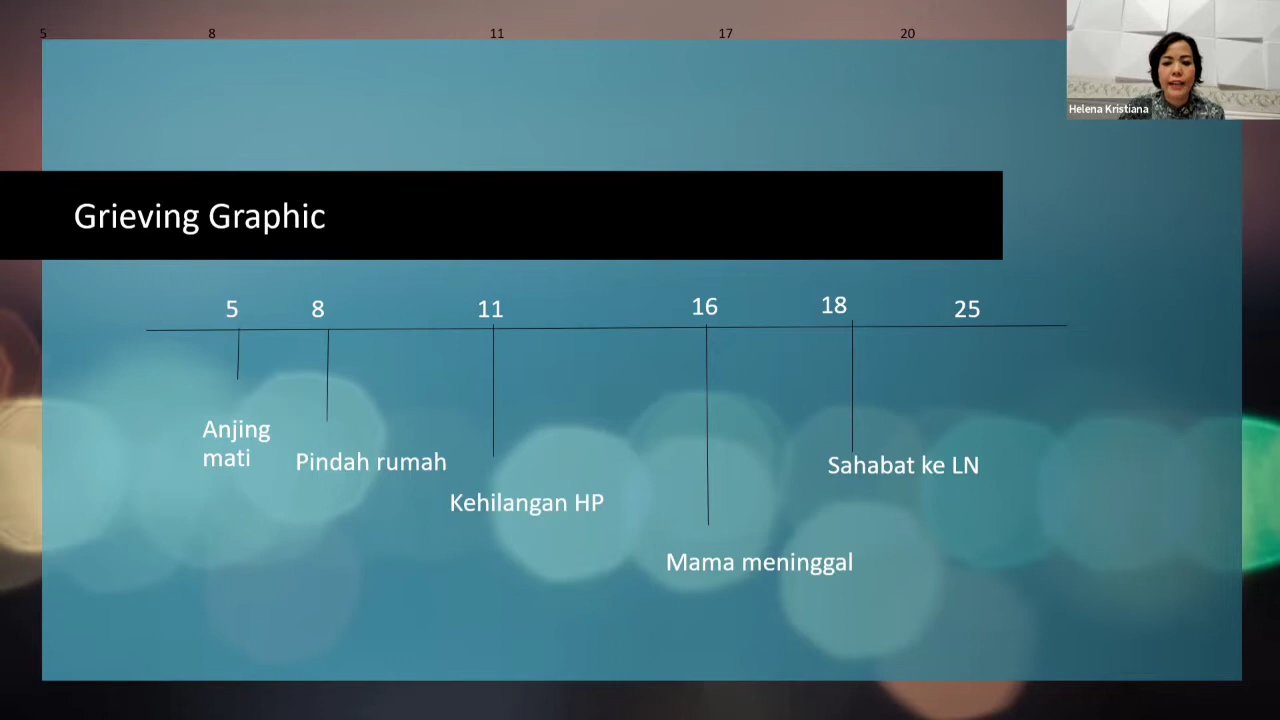 5 8 11 17 20
Helena Kristiana
Grieving Graphic
5 8 11 16 18 25
Anjing
mati
Pindah rumah
Kehilangan HP
Mama meninggal
Sahabat ke LN